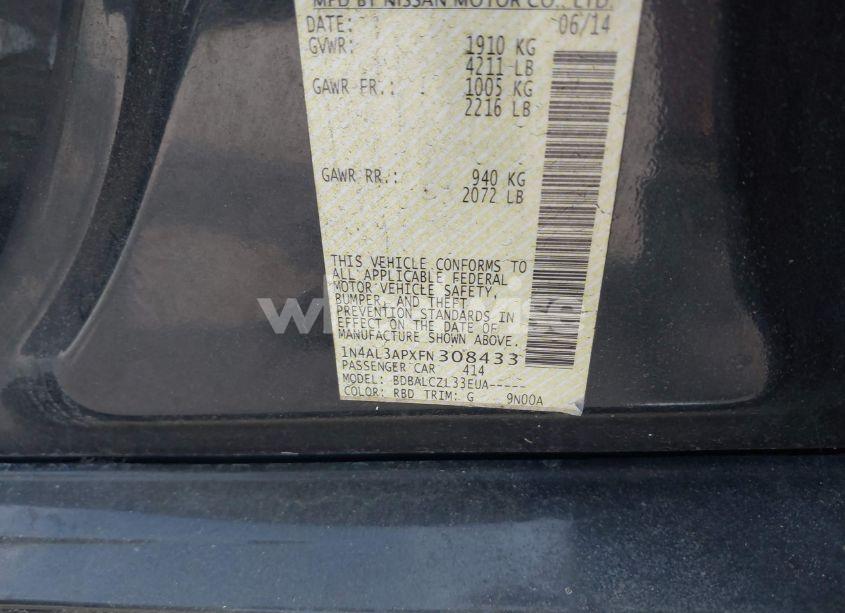 MFD BY NISSAN MOTOR CO., LTD.
DATE: 06/14
GVWR: 1910 KG
4211 LB
GAWR FR.: 1005 KG
2216 LB
GAWR RR.: 940 KG
2072 LB
THIS VEHICLE CONFORMS TO
ALL APPLICABLE FEDERAL
MOTOR VEHICLE SAFETY,
BUMPER, AND THEFT
PREVENTION STANDARDS IN
EFFECT ON THE DATE OF
MANUFACTURE SHOWN ABOVE.
1N4AL3APXFN308433
PASSENGER CAR 414
MODEL: BDBALCZL33EUA-----
COLOR: RBD TRIM: G 9N00A